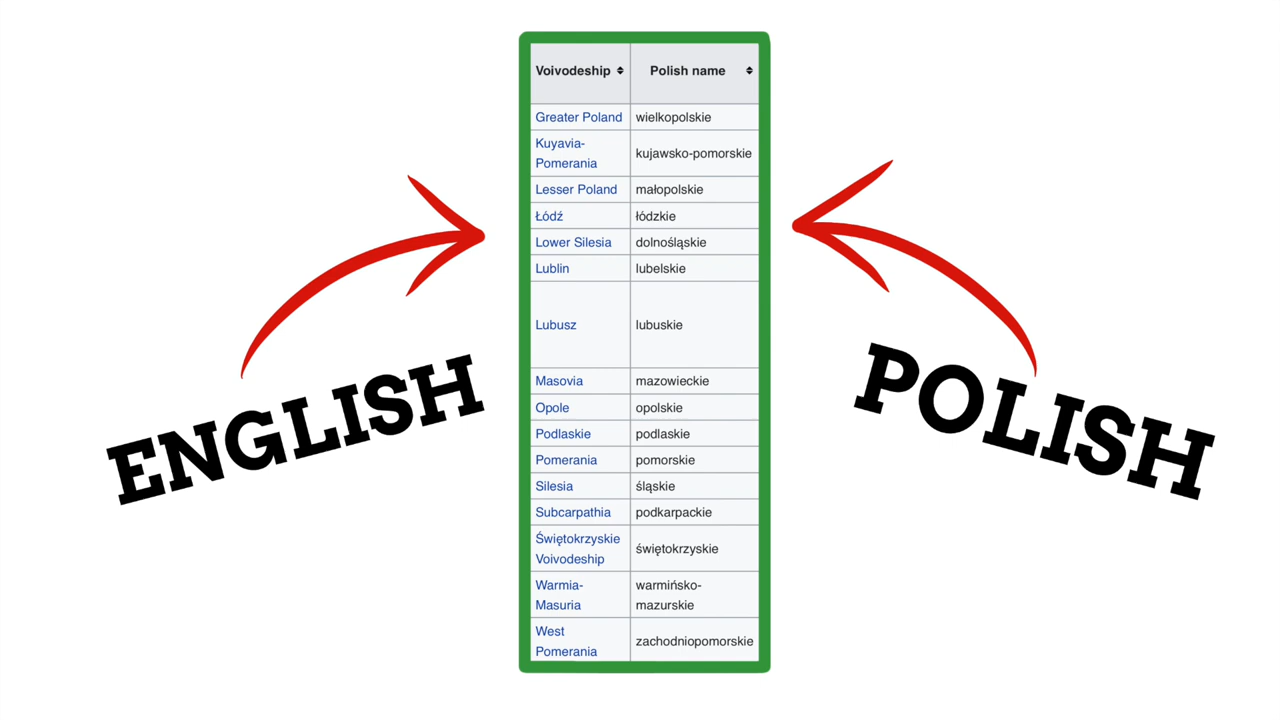 Voivodeship Polish name
Greater Poland wielkopolskie
Kuyavia-
Pomerania kujawsko-pomorskie
Lesser Poland małopolskie
Łódź łódzkie
Lower Silesia dolnośląskie
Lublin lubelskie
Lubusz lubuskie
Masovia mazowieckie
Opole opolskie
Podlaskie podlaskie
Pomerania pomorskie
Silesia śląskie
Subcarpathia podkarpackie
Świętokrzyskie
Voivodeship świętokrzyskie
Warmia- warmińsko-
Masuria mazurskie
West
Pomerania zachodniopomorskie
ENGLISH
POLISH